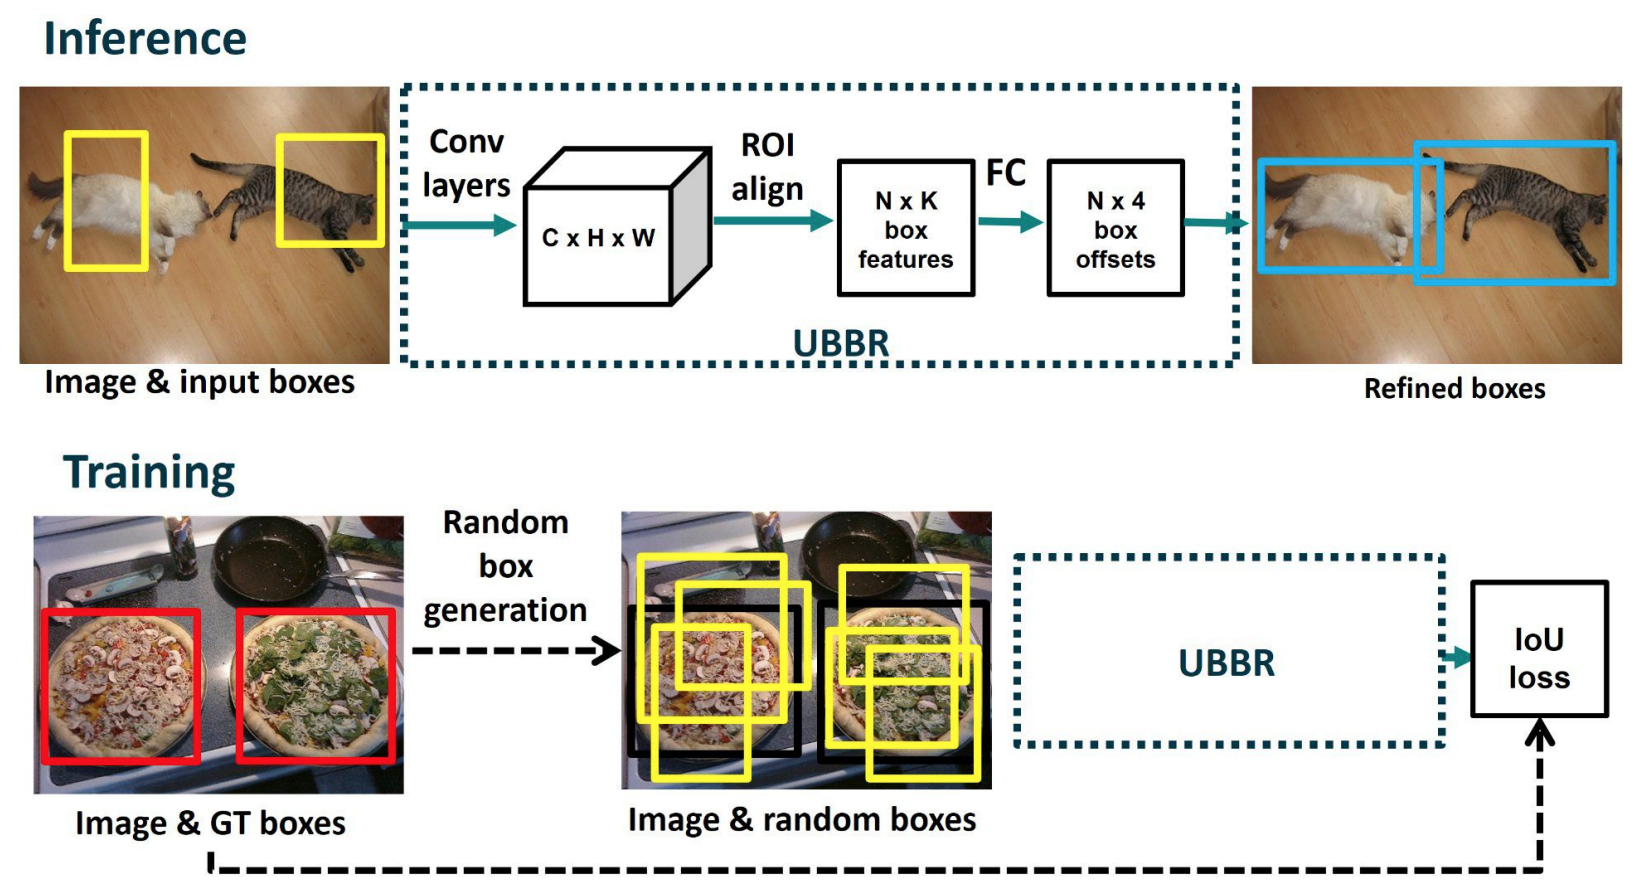 Inference
Conv
layers
C x H x W
ROI
align
N x K
box
features
FC
N x 4
box
offsets
UBBR
Image & input boxes
Refined boxes
Training
Random
box
generation
UBBR
IoU
loss
Image & GT boxes
Image & random boxes